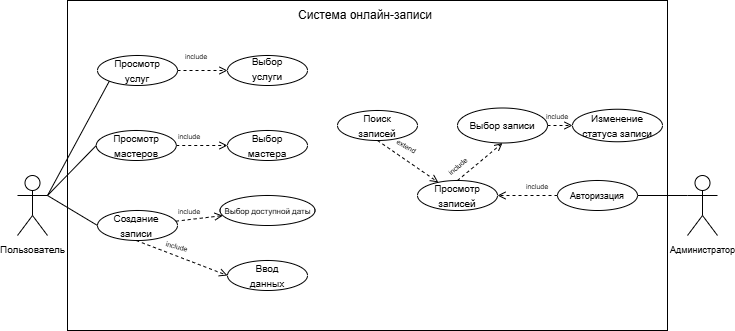 Система онлайн-записи
Просмотр
услуг
include
Выбор
услуги
Просмотр
мастеров
include
Выбор
мастера
Создание
записи
include
Выбор доступной даты
include
Ввод
данных
Пользователь
Поиск
записей
extend
Просмотр
записей
include
Выбор записи
include
Изменение
статуса записи
include
Авторизация
Администратор